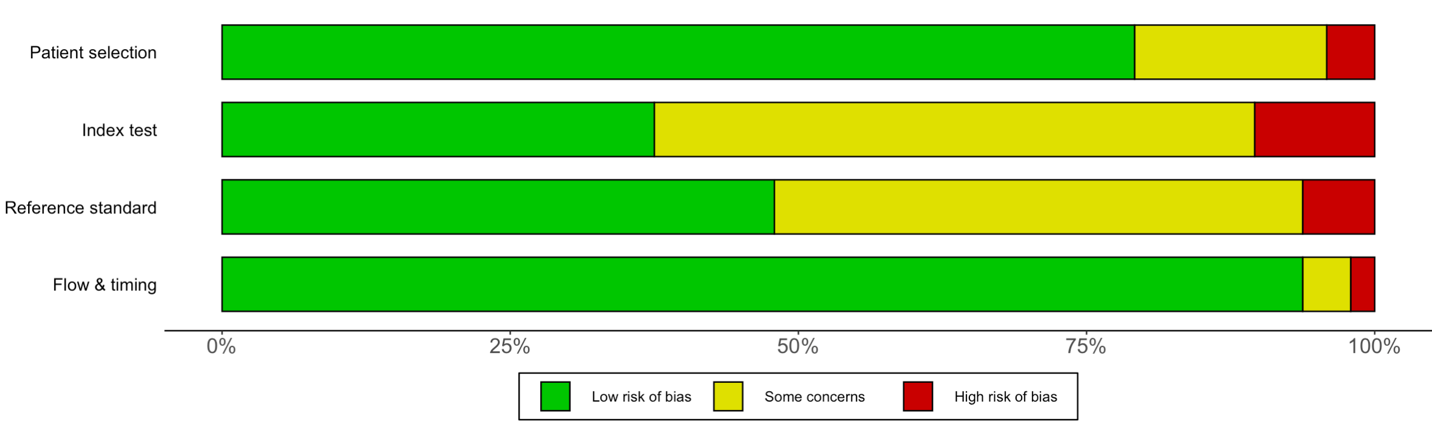 Patient selection
Index test
Reference standard
Flow & timing
0% 25% 50% 75% 100%
Low risk of bias Some concerns High risk of bias